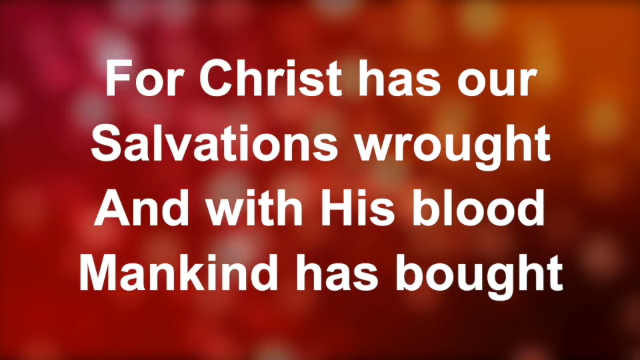 For Christ has our
Salvations wrought
And with His blood
Mankind has bought